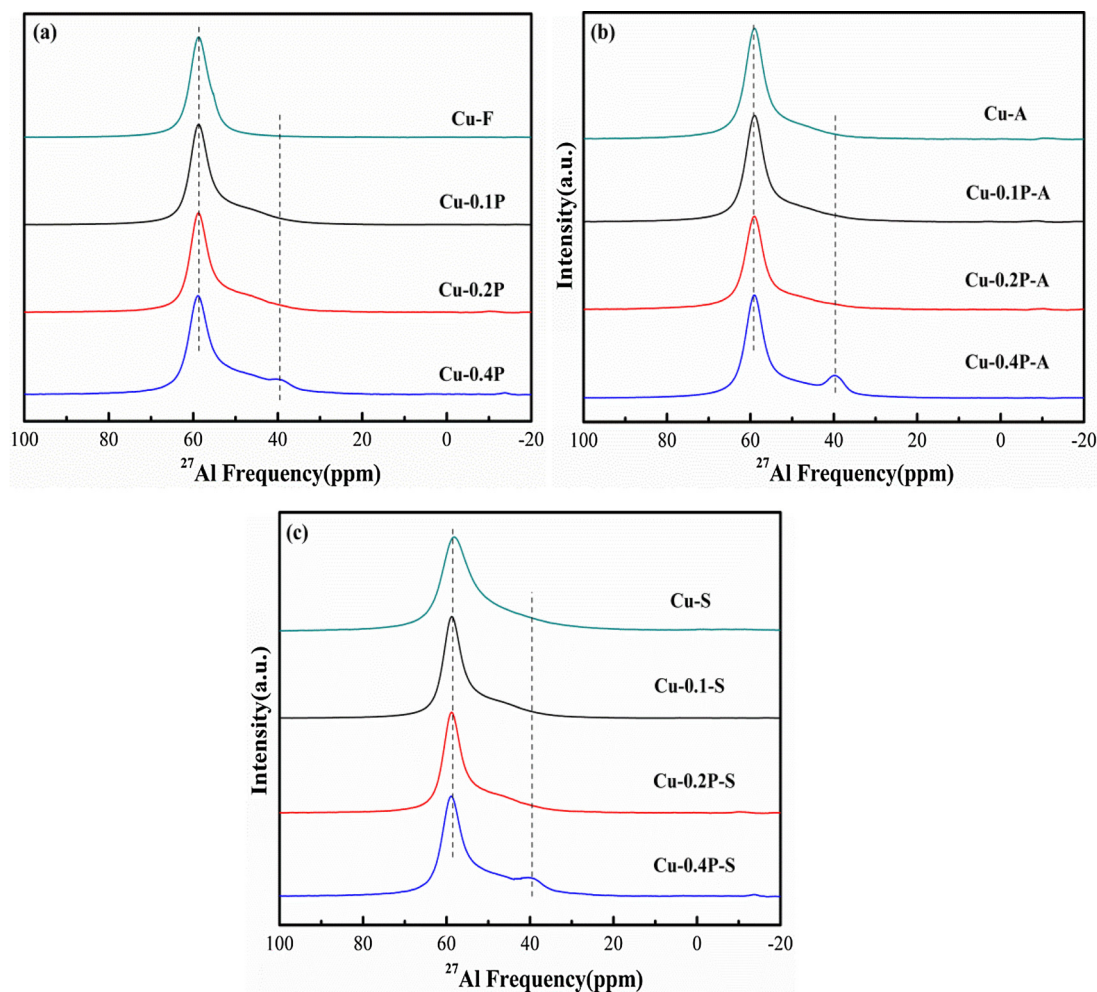 (a)
Cu-F
Cu-0.1P
Cu-0.2P
Cu-0.4P
100 80 60 40 20 0 -20
27Al Frequency(ppm)
(b)
Intensity(a.u.)
Cu-A
Cu-0.1P-A
Cu-0.2P-A
Cu-0.4P-A
100 80 60 40 20 0 -20
27Al Frequency(ppm)
(c)
Intensity(a.u.)
Cu-S
Cu-0.1-S
Cu-0.2P-S
Cu-0.4P-S
100 80 60 40 20 0 -20
27Al Frequency(ppm)